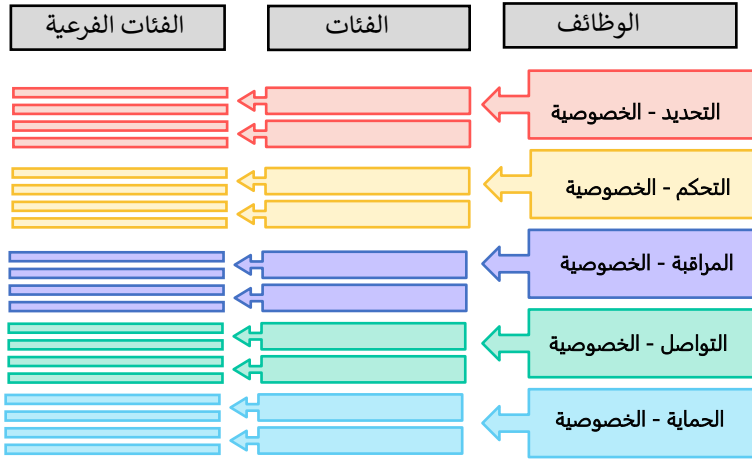 الوظائف
الفئات
الفئات الفرعية
التحديد - الخصوصية
التحكم - الخصوصية
المراقبة - الخصوصية
التواصل - الخصوصية
الحماية - الخصوصية